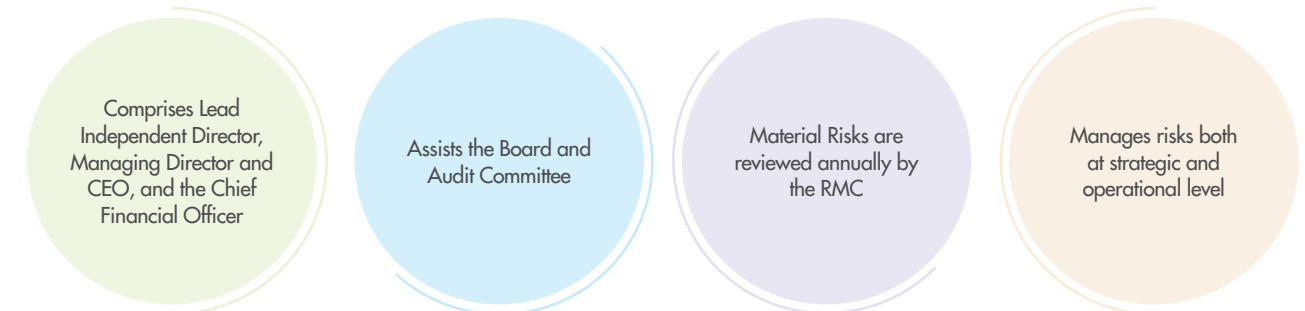 Comprises Lead
Independent Director,
Managing Director and
CEO, and the Chief
Financial Officer
Assists the Board and
Audit Committee
Material Risks are
reviewed annually by
the RMC
Manages risks both
at strategic and
operational level